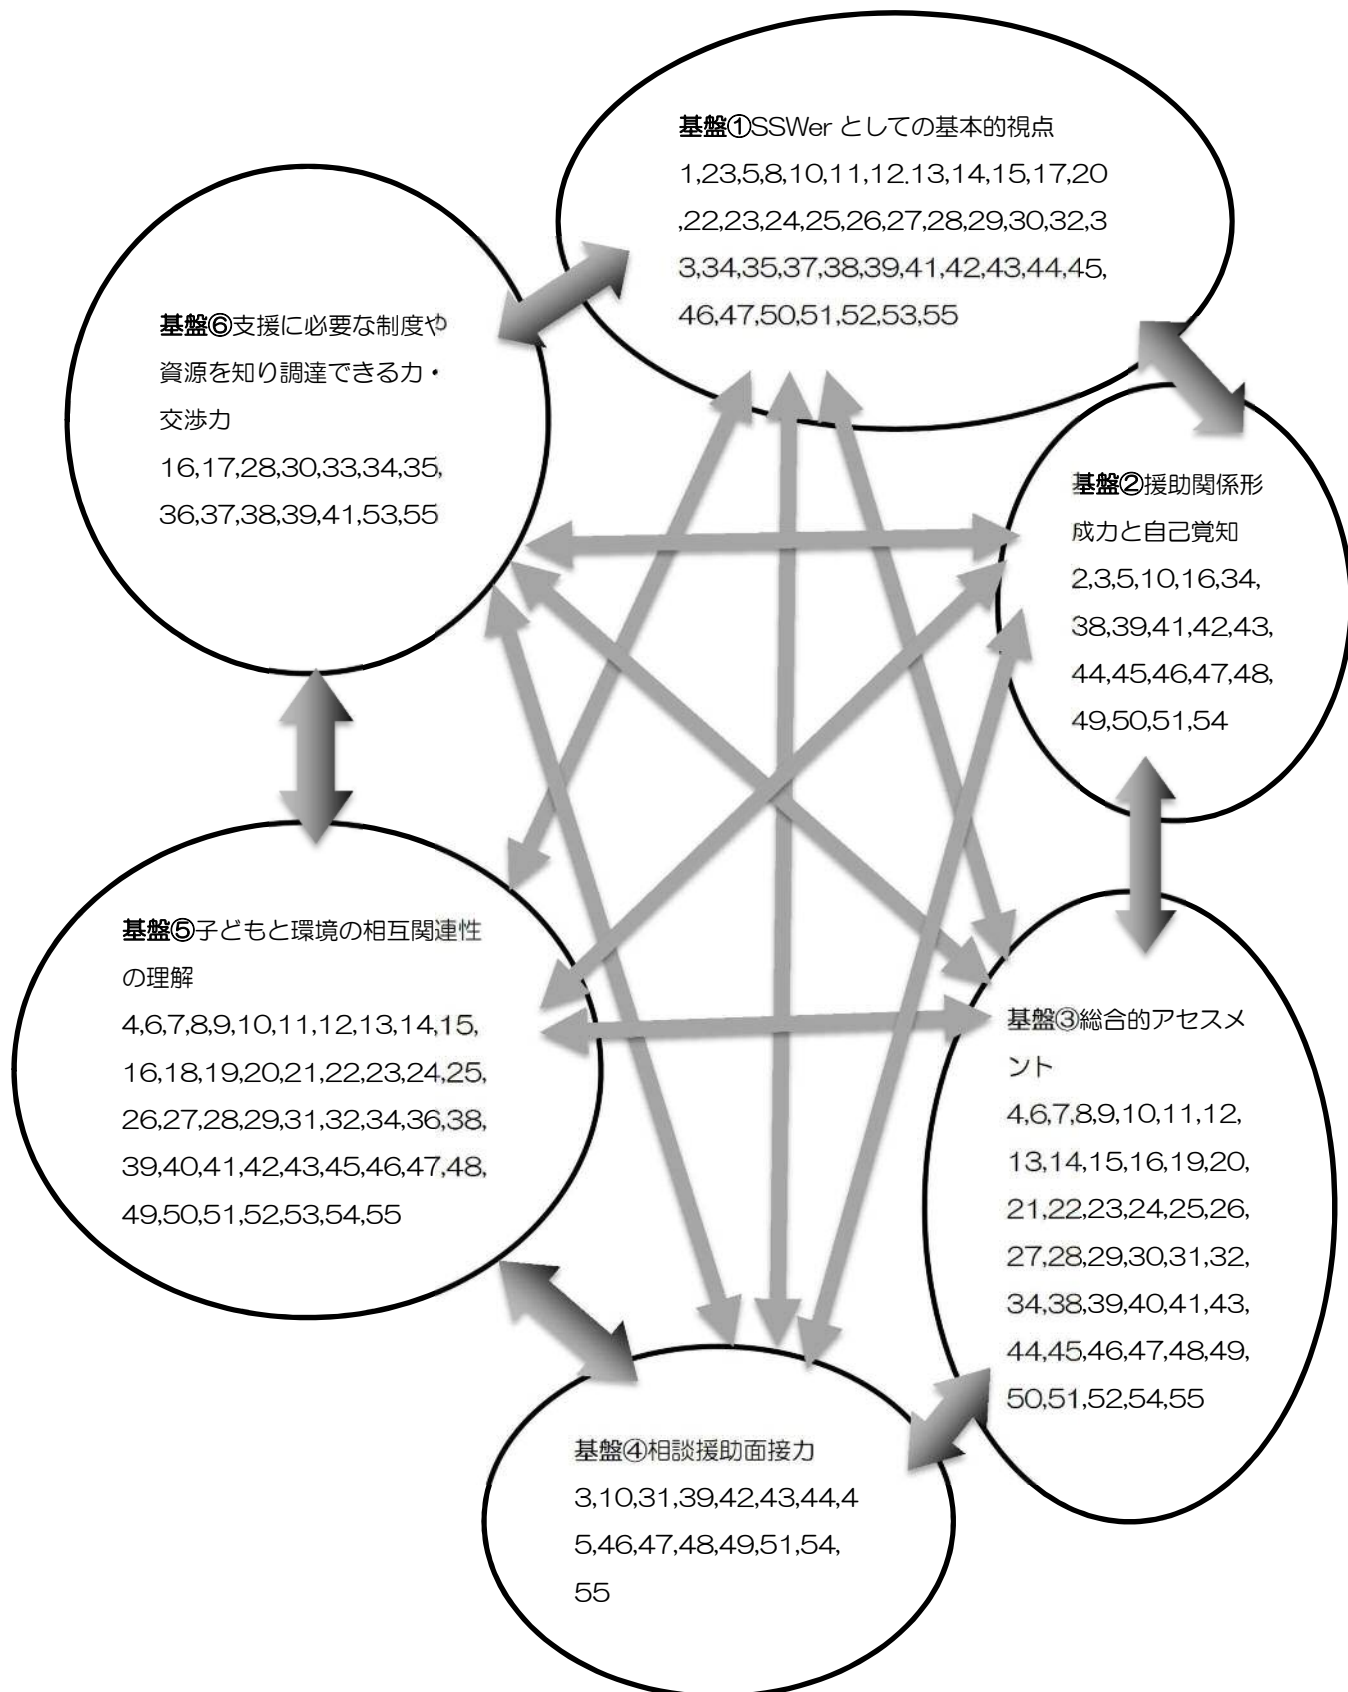 基盤①SSWer としての基本的視点
1,23,5,8,10,11,12.13,14,15,17,20
,22,23,24,25,26,27,28,29,30,32,3
3,34,35,37,38,39,41,42,43,44,45,
46,47,50,51,52,53,55
基盤⑥支援に必要な制度や
資源を知り調達できる力・
交渉力
16,17,28,30,33,34,35,
36,37,38,39,41,53,55
基盤②援助関係形
成力と自己覚知
2,3,5,10,16,34,
38,39,41,42,43,
44,45,46,47,48,
49,50,51,54
基盤⑤子どもと環境の相互関連性
の理解
4,6,7,8,9,10,11,12,13,14,15,
16,18,19,20,21,22,23,24,25,
26,27,28,29,31,32,34,36,38,
39,40,41,42,43,45,46,47,48,
49,50,51,52,53,54,55
基盤③総合的アセスメ
ント
4,6,7,8,9,10,11,12,
13,14,15,16,19,20,
21,22,23,24,25,26,
27,28,29,30,31,32,
34,38,39,40,41,43,
44,45,46,47,48,49,
50,51,52,54,55
基盤④相談援助面接力
3,10,31,39,42,43,44,4
5,46,47,48,49,51,54,
55